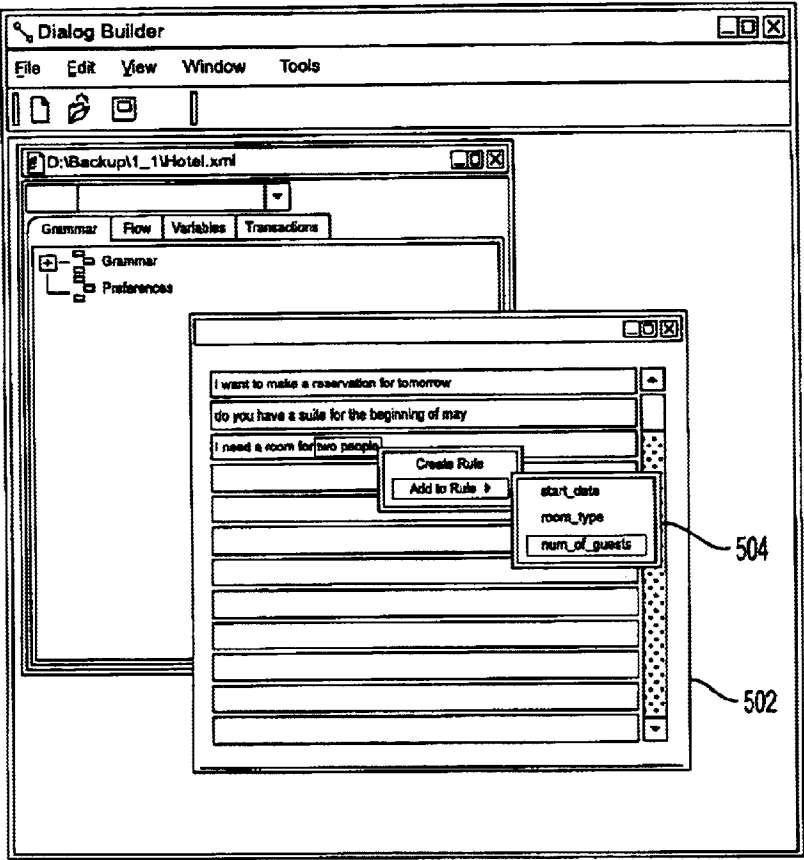 Dialog Builder
File Edit View Window Tools
D:\Backup\1_1\Hotel.xml
Grammar Flow Variables Transactions
Grammar
Preferences
I want to make a reservation for tomorrow
do you have a suite for the beginning of may
I need a room for two people
Create Rule
Add to Rule
start_date
room_type
num_of_guests
504
502